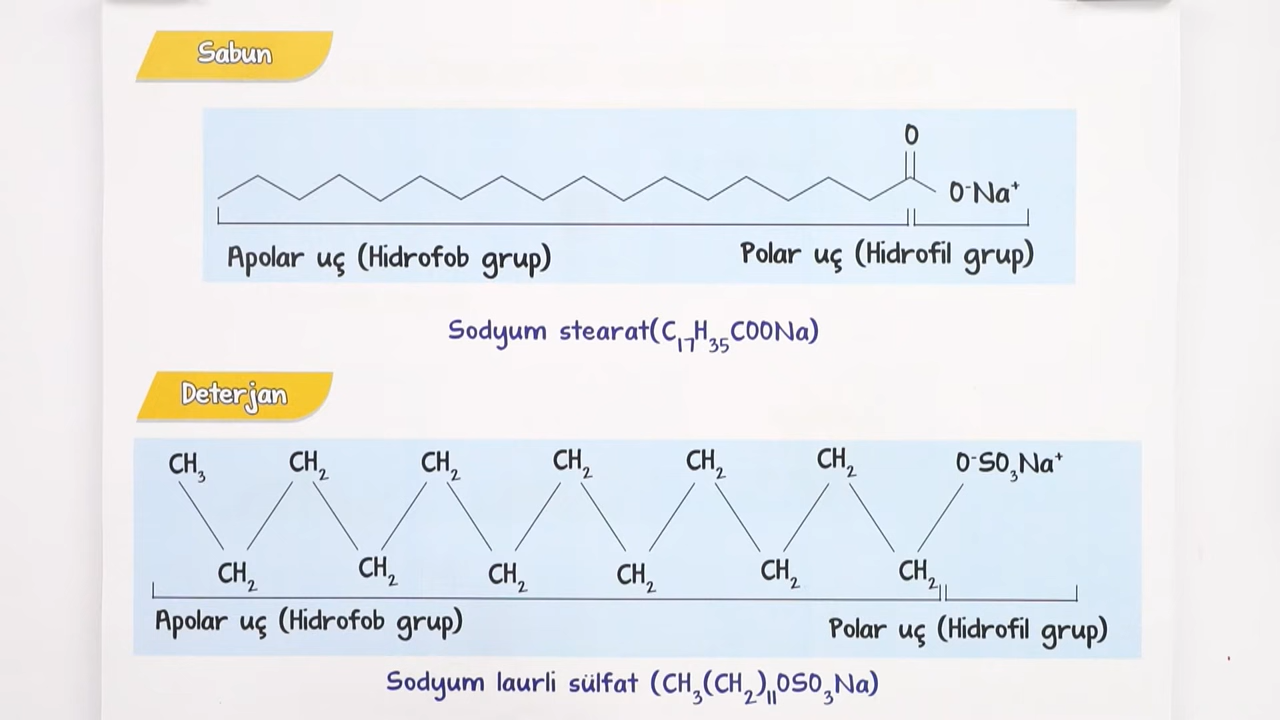 Sabun
O
O⁻Na⁺
Apolar uç (Hidrofob grup)
Polar uç (Hidrofil grup)
Sodyum stearat(C₁₇H₃₅COONa)
Deterjan
CH₃ CH₂ CH₂ CH₂ CH₂ CH₂ O⁻SO₃Na⁺
CH₂ CH₂ CH₂ CH₂ CH₂ CH₂
Apolar uç (Hidrofob grup)
Polar uç (Hidrofil grup)
Sodyum laurli sülfat (CH₃(CH₂)₁₁OSO₃Na)